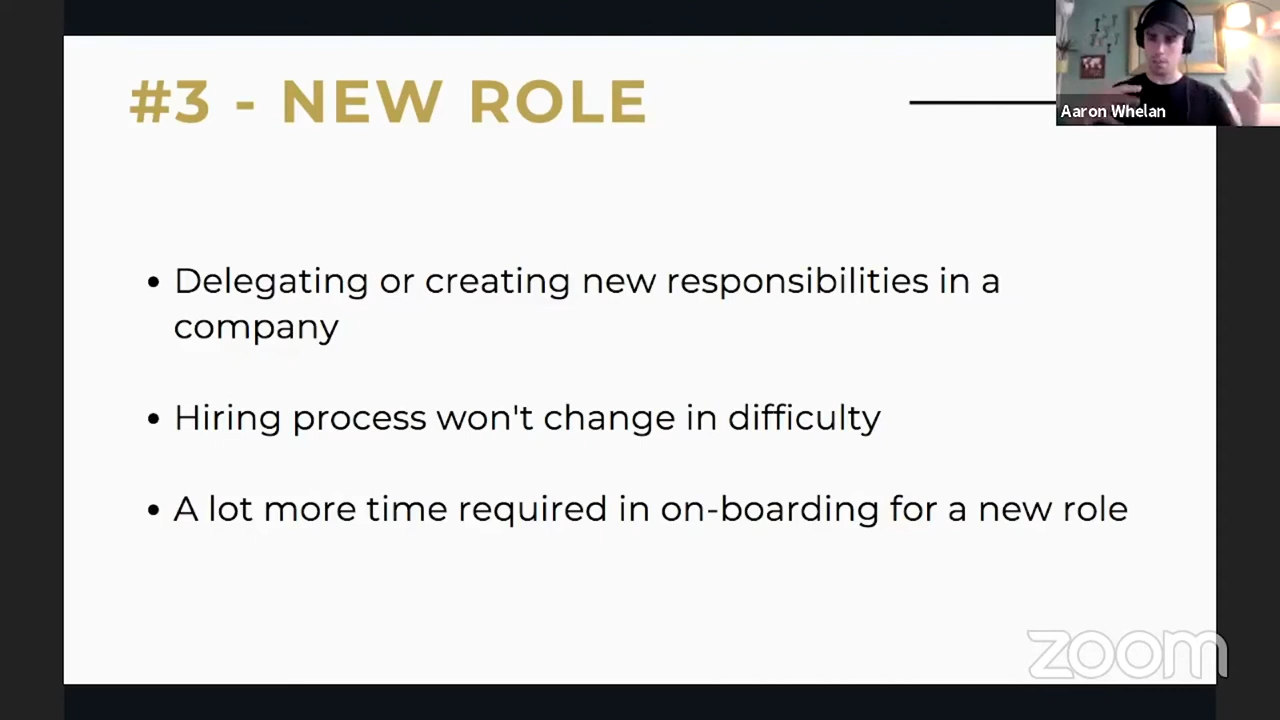 #3 - NEW ROLE
Aaron Whelan
• Delegating or creating new responsibilities in a
company
• Hiring process won't change in difficulty
• A lot more time required in on-boarding for a new role
zoom